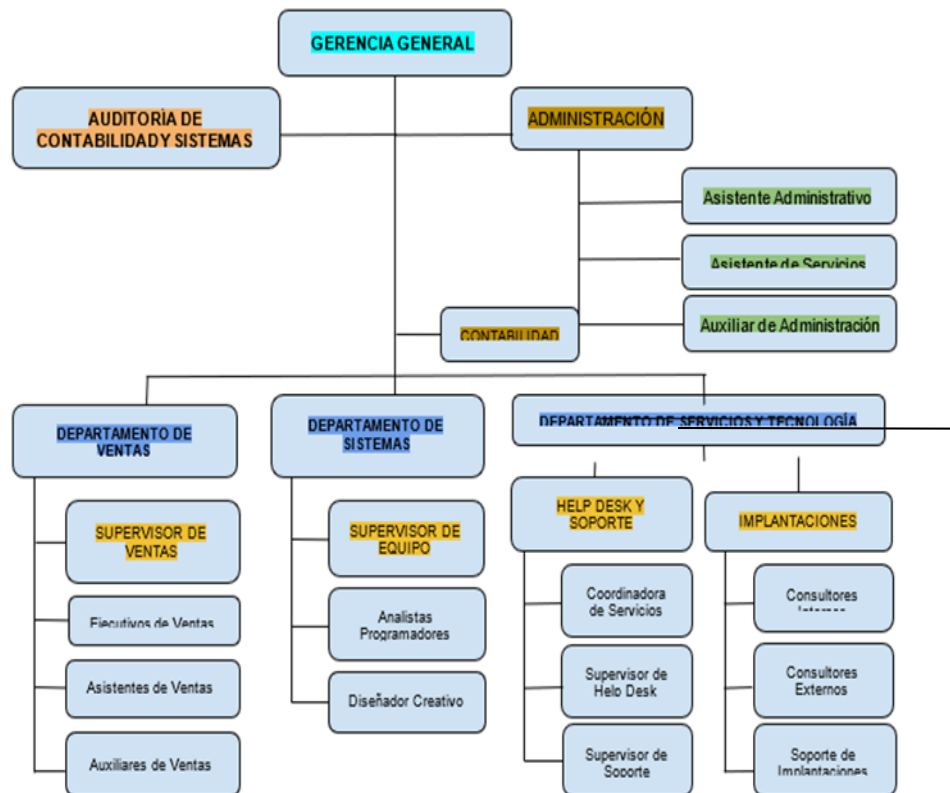 GERENCIA GENERAL
AUDITORÌA DE
CONTABILIDAD Y SISTEMAS
ADMINISTRACIÓN
Asistente Administrativo
Asistente de Servicios
Auxiliar de Administración
CONTABILIDAD
DEPARTAMENTO DE
VENTAS
DEPARTAMENTO DE
SISTEMAS
DEPARTAMENTO DE SERVICIOS Y TECNOLOGÍA
SUPERVISOR DE
VENTAS
Ejecutivos de Ventas
Asistentes de Ventas
Auxiliares de Ventas
SUPERVISOR DE
EQUIPO
Analistas
Programadores
Diseñador Creativo
HELP DESK Y
SOPORTE
Coordinadora
de Servicios
Supervisor de
Help Desk
Supervisor de
Soporte
IMPLANTACIONES
Consultores
Consultores
Externos
Soporte de
Implantaciones